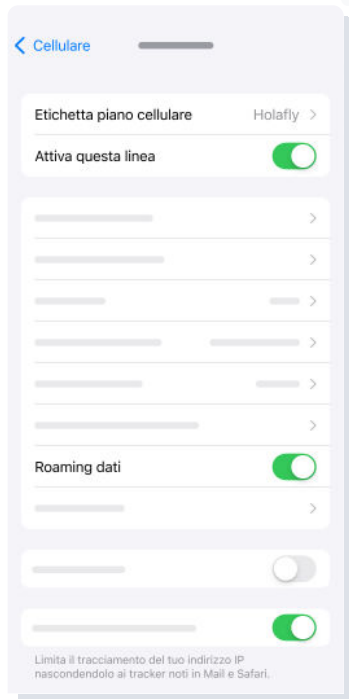 Cellulare
Etichetta piano cellulare Holafly
Attiva questa linea
Roaming dati
Limita il tracciamento del tuo indirizzo IP
nascondendolo ai tracker noti in Mail e Safari.